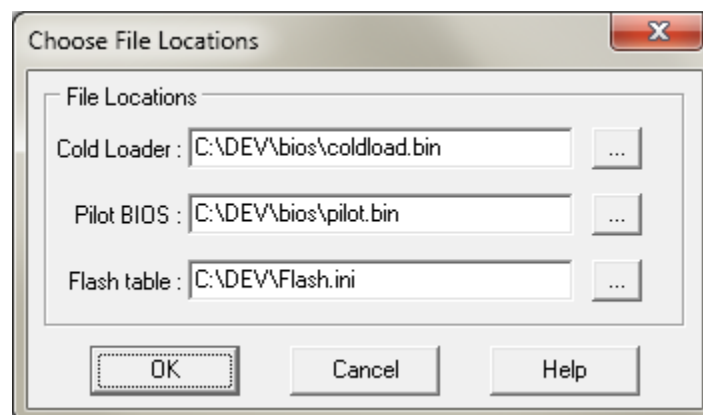 Choose File Locations
File Locations
Cold Loader : C:\DEV\bios\coldload.bin ...
Pilot BIOS : C:\DEV\bios\pilot.bin ...
Flash table : C:\DEV\Flash.ini ...
OK Cancel Help